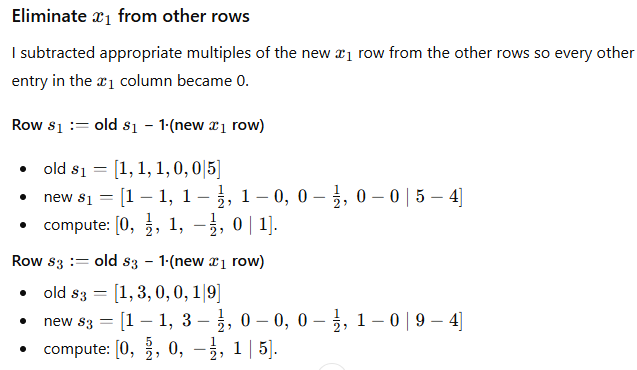 Eliminate x₁ from other rows
I subtracted appropriate multiples of the new x₁ row from the other rows so every other
entry in the x₁ column became 0.
Row s₁ := old s₁ − 1·(new x₁ row)
• old s₁ = [1, 1, 1, 0, 0|5]
• new s₁ = [1 − 1, 1 − 1/2, 1 − 0, 0 − 1/2, 0 − 0 | 5 − 4]
• compute: [0, 1/2, 1, −1/2, 0 | 1].
Row s₃ := old s₃ − 1·(new x₁ row)
• old s₃ = [1, 3, 0, 0, 1|9]
• new s₃ = [1 − 1, 3 − 1/2, 0 − 0, 0 − 1/2, 1 − 0 | 9 − 4]
• compute: [0, 5/2, 0, −1/2, 1 | 5].